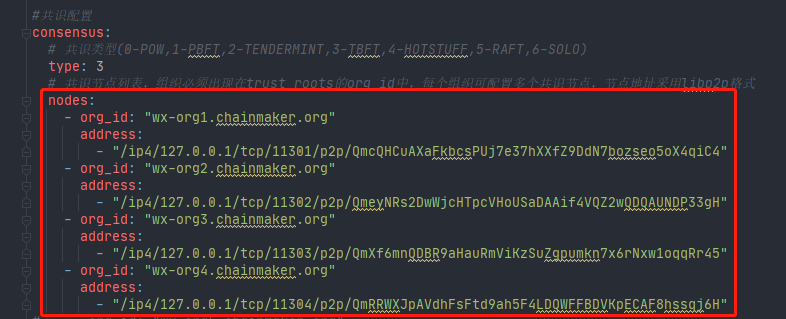 #共识配置
consensus:
# 共识类型(0-POW,1-PBFT,2-TENDERMINT,3-TBFT,4-HOTSTUFF,5-RAFT,6-SOLO)
type: 3
# 共识节点列表，组织必须出现在trust_roots的org_id中，每个组织可配置多个共识节点，节点地址采用libp2p格式
nodes:
- org_id: "wx-org1.chainmaker.org"
address:
- "/ip4/127.0.0.1/tcp/11301/p2p/QmcQHCuAXaFkbcsPUj7e37hXXfZ9DdN7bozseo5oX4qiC4"
- org_id: "wx-org2.chainmaker.org"
address:
- "/ip4/127.0.0.1/tcp/11302/p2p/QmeyNRs2DwWjcHTpcVHoUSaDAAif4VQZ2wQDQAUNDP33gH"
- org_id: "wx-org3.chainmaker.org"
address:
- "/ip4/127.0.0.1/tcp/11303/p2p/QmXf6mnQDBR9aHauRmViKzSuZgpumkn7x6rNxw1oqqRr45"
- org_id: "wx-org4.chainmaker.org"
address:
- "/ip4/127.0.0.1/tcp/11304/p2p/QmRRWXJpAVdhFsFtd9ah5F4LDQWFFBDVKpECAF8hssqj6H"